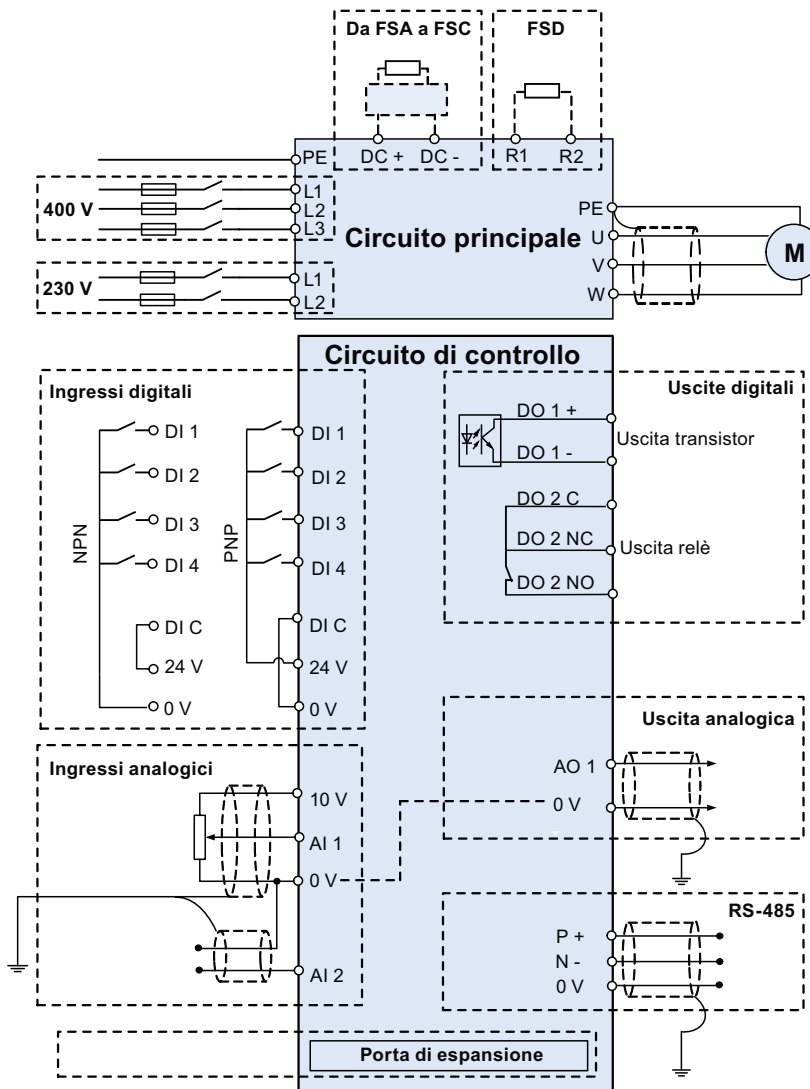 Da FSA a FSC
FSD
PE
DC +
DC -
R1
R2
400 V
L1
L2
L3
230 V
L1
L2
Circuito principale
PE
U
V
W
M
Circuito di controllo
Ingressi digitali
NPN
DI 1
DI 2
DI 3
DI 4
DI C
24 V
0 V
PNP
DI 1
DI 2
DI 3
DI 4
DI C
24 V
0 V
Uscite digitali
DO 1 +
DO 1 -
Uscita transistor
DO 2 C
DO 2 NC
DO 2 NO
Uscita relè
Ingressi analogici
10 V
AI 1
0 V
AI 2
Uscita analogica
AO 1
0 V
RS-485
P +
N -
0 V
Porta di espansione